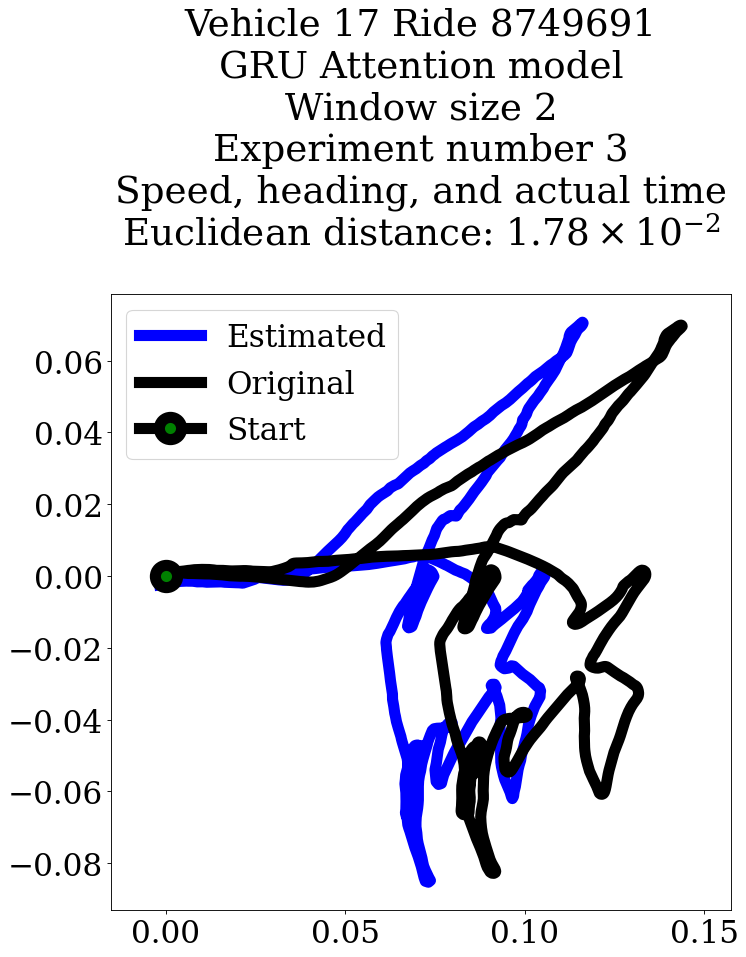 Vehicle 17 Ride 8749691
GRU Attention model
Window size 2
Experiment number 3
Speed, heading, and actual time
Euclidean distance: 1.78 × 10⁻²
Estimated
Original
Start
0.06
0.04
0.02
0.00
−0.02
−0.04
−0.06
−0.08
0.00 0.05 0.10 0.15